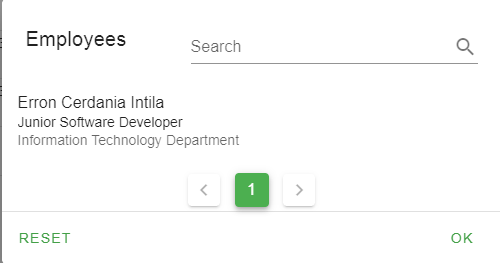 Employees
Search
Erron Cerdania Intila
Junior Software Developer
Information Technology Department
1
RESET
OK